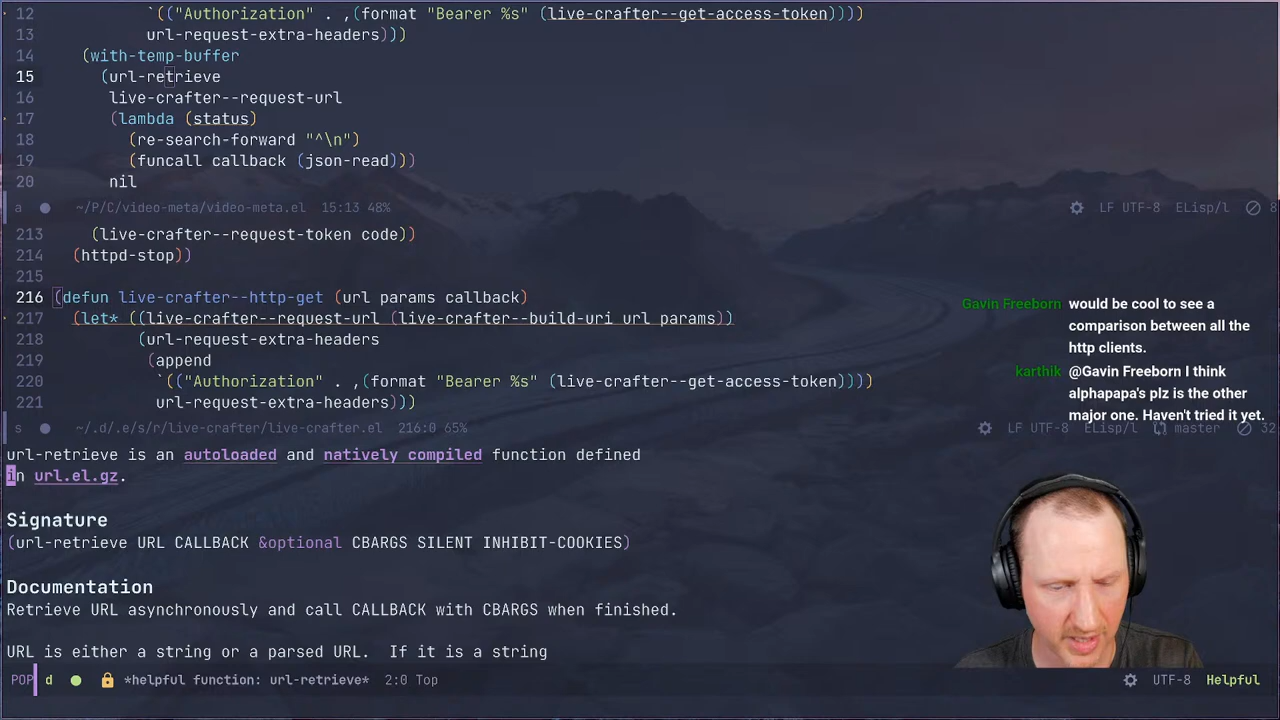 12 `(("Authorization" . ,(format "Bearer %s" (live-crafter--get-access-token))))
13 url-request-extra-headers)))
14 (with-temp-buffer
15 (url-retrieve
16 live-crafter--request-url
17 (lambda (status)
18 (re-search-forward "^\n")
19 (funcall callback (json-read)))
20 nil
a ~/P/C/video-meta/video-meta.el 15:13 48% LF UTF-8 ELisp/l 8
213 (live-crafter--request-token code))
214 (httpd-stop))
215
216 (defun live-crafter--http-get (url params callback)
217 (let* ((live-crafter--request-url (live-crafter--build-uri url params))
218 (url-request-extra-headers
219 (append
220 `(("Authorization" . ,(format "Bearer %s" (live-crafter--get-access-token))))
221 url-request-extra-headers)))
s ~/.d/.e/s/r/live-crafter/live-crafter.el 216:0 65% LF UTF-8 ELisp/l master 32
Gavin Freeborn would be cool to see a
comparison between all the
http clients.
karthik @Gavin Freeborn I think
alphapapa's plz is the other
major one. Haven't tried it yet.
url-retrieve is an autoloaded and natively compiled function defined
in url.el.gz.
Signature
(url-retrieve URL CALLBACK &optional CBARGS SILENT INHIBIT-COOKIES)
Documentation
Retrieve URL asynchronously and call CALLBACK with CBARGS when finished.
URL is either a string or a parsed URL. If it is a string
POP d *helpful function: url-retrieve* 2:0 Top UTF-8 Helpful